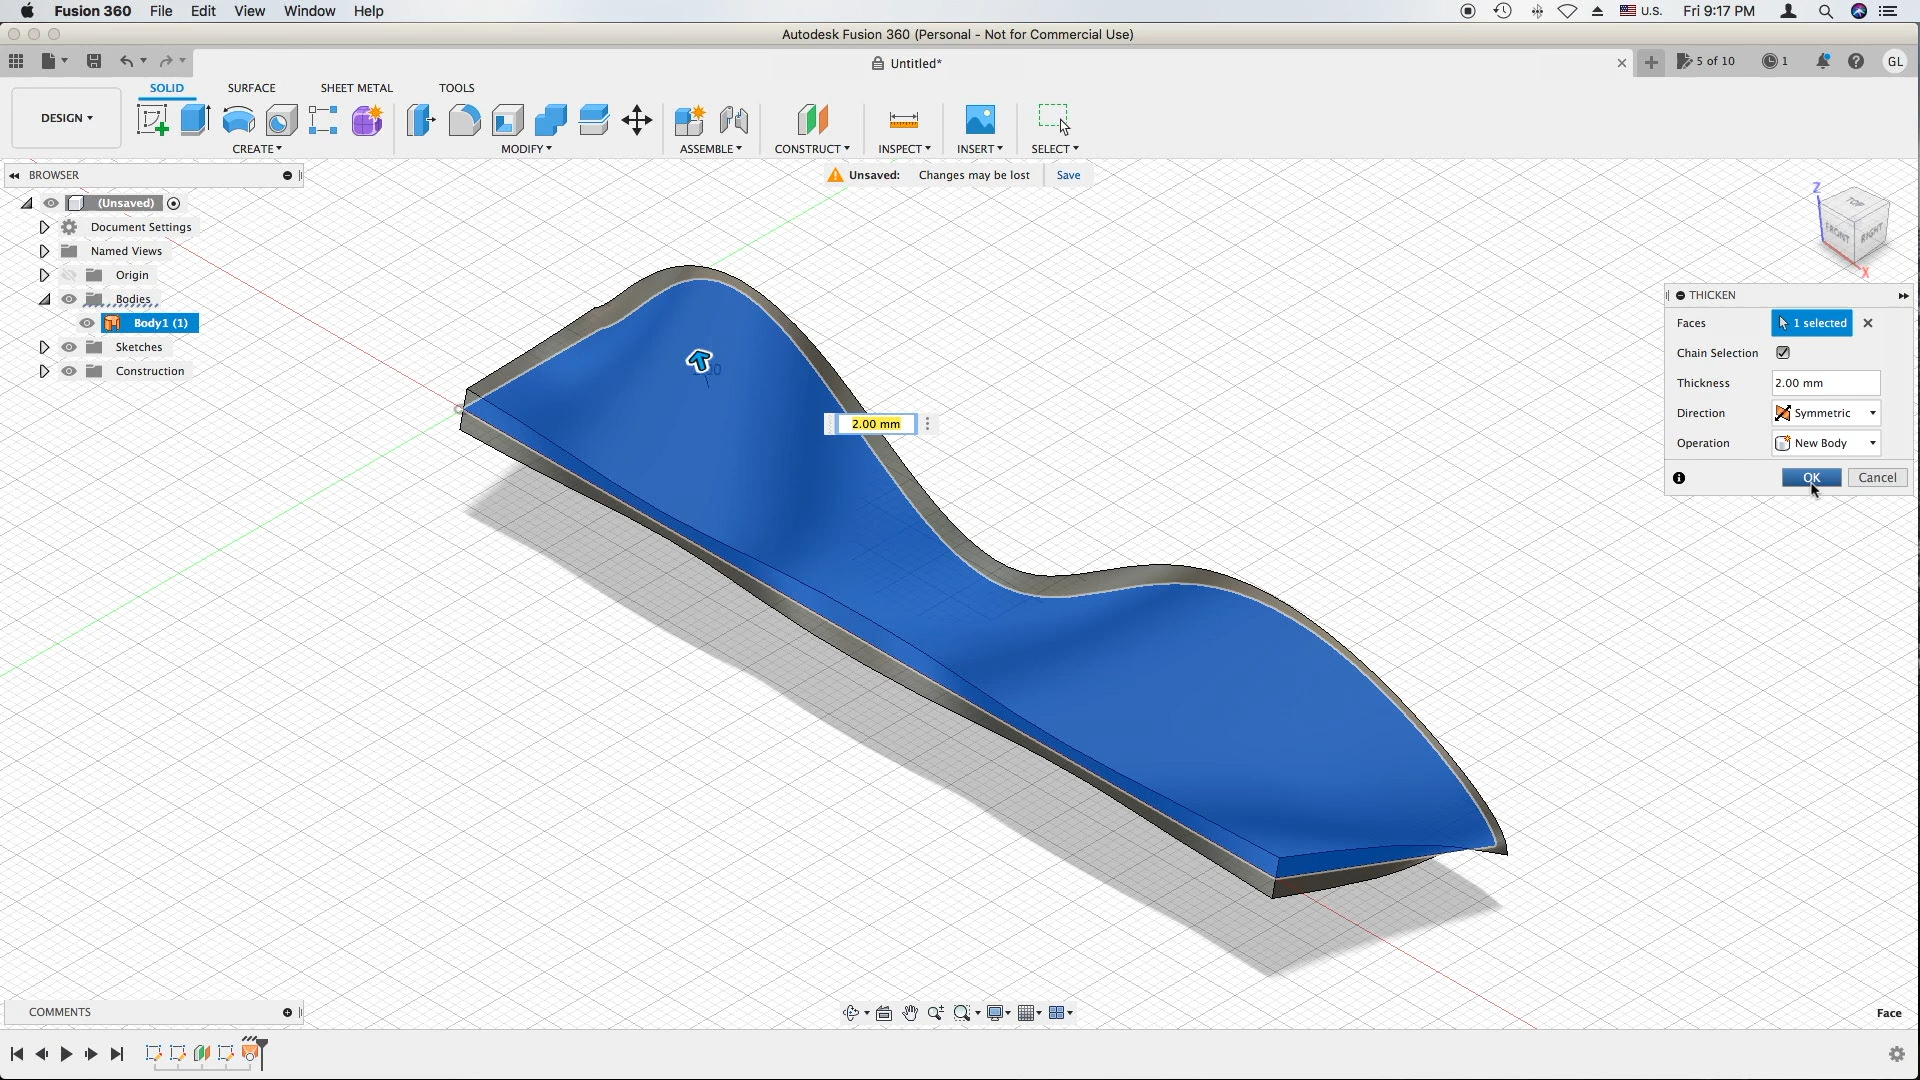 Fusion 360 File Edit View Window Help
U.S. Fri 9:17 PM
Autodesk Fusion 360 (Personal - Not for Commercial Use)
Untitled*
5 of 10 1 GL
SOLID SURFACE SHEET METAL TOOLS
DESIGN
CREATE MODIFY ASSEMBLE CONSTRUCT INSPECT INSERT SELECT
BROWSER
Unsaved: Changes may be lost Save
(Unsaved)
Document Settings
Named Views
Origin
Bodies
Body1 (1)
Sketches
Construction
Z
TOP
FRONT RIGHT
X
THICKEN
Faces 1 selected
Chain Selection
Thickness 2.00 mm
Direction Symmetric
Operation New Body
OK Cancel
2.00 mm
COMMENTS
Face